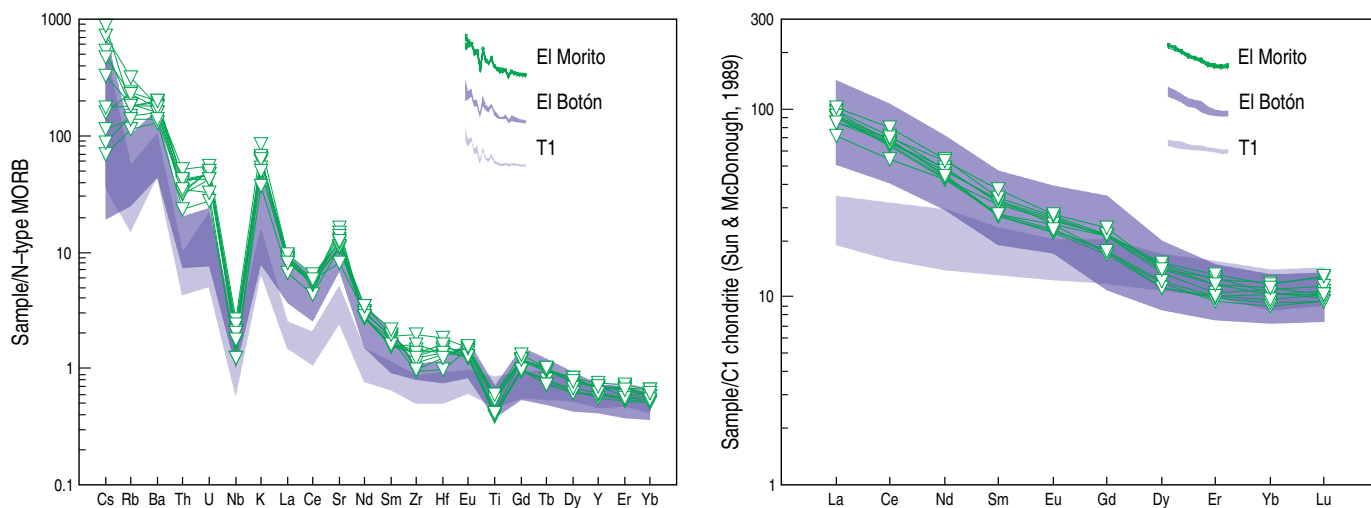 1000
100
10
1
0.1
Sample/N-type MORB
El Morito
El Botón
T1
Cs Rb Ba Th U Nb K La Ce Sr Nd Sm Zr Hf Eu Ti Gd Tb Dy Y Er Yb
300
100
10
1
Sample/C1 chondrite (Sun & McDonough, 1989)
El Morito
El Botón
T1
La Ce Nd Sm Eu Gd Dy Er Yb Lu